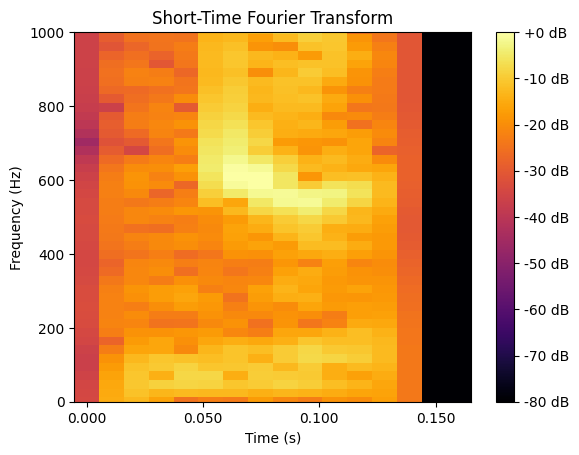 Short-Time Fourier Transform
1000
800
600
400
200
0
Frequency (Hz)
0.000
0.050
0.100
0.150
Time (s)
+0 dB
-10 dB
-20 dB
-30 dB
-40 dB
-50 dB
-60 dB
-70 dB
-80 dB